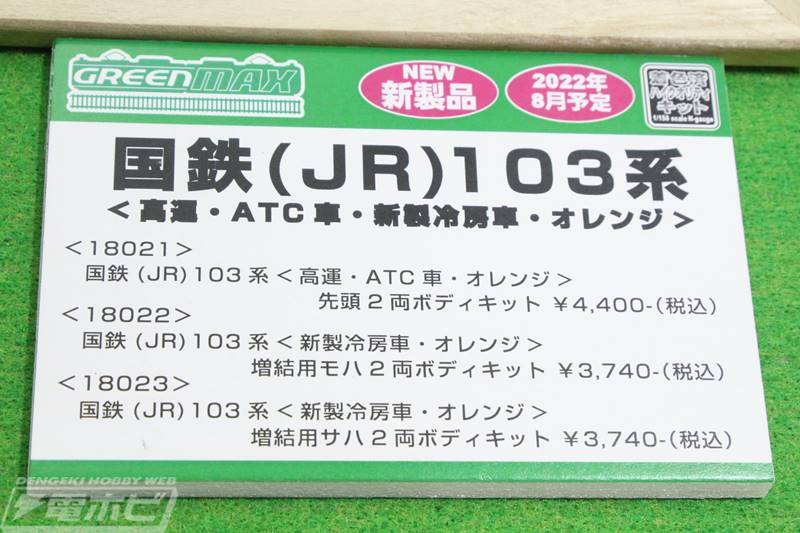 GREENMAX
NEW
新製品
2022年
8月予定
着色済
ハイクオリティ
キット
1/150 scale N-gauge
国鉄(JR)103系
<高運・ATC車・新製冷房車・オレンジ>
<18021>
国鉄(JR)103系<高運・ATC車・オレンジ>
先頭2両ボディキット ¥4,400-(税込)
<18022>
国鉄(JR)103系<新製冷房車・オレンジ>
増結用モハ2両ボディキット ¥3,740-(税込)
<18023>
国鉄(JR)103系<新製冷房車・オレンジ>
増結用サハ2両ボディキット ¥3,740-(税込)
DENGEKI HOBBY WEB
電ホビ